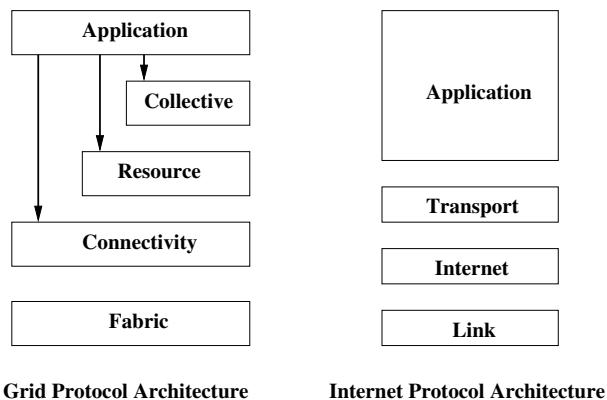 Application
Collective
Resource
Connectivity
Fabric
Grid Protocol Architecture
Application
Transport
Internet
Link
Internet Protocol Architecture